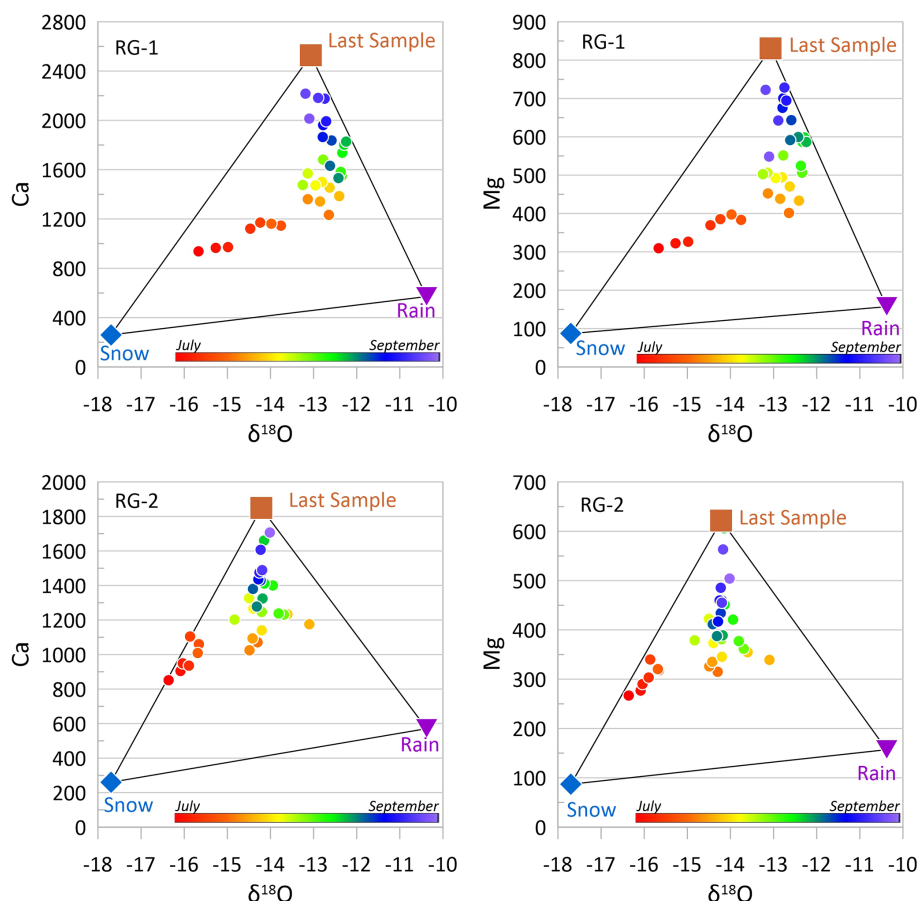 RG-1
Last Sample
Ca
2800
2400
2000
1600
1200
800
400
0
Rain
Snow
July
September
-18 -17 -16 -15 -14 -13 -12 -11 -10
δ¹⁸O
RG-1
Last Sample
Mg
900
800
700
600
500
400
300
200
100
0
Rain
Snow
July
September
-18 -17 -16 -15 -14 -13 -12 -11 -10
δ¹⁸O
RG-2
Last Sample
Ca
2000
1800
1600
1400
1200
1000
800
600
400
200
0
Rain
Snow
July
September
-18 -17 -16 -15 -14 -13 -12 -11 -10
δ¹⁸O
RG-2
Last Sample
Mg
700
600
500
400
300
200
100
0
Rain
Snow
July
September
-18 -17 -16 -15 -14 -13 -12 -11 -10
δ¹⁸O